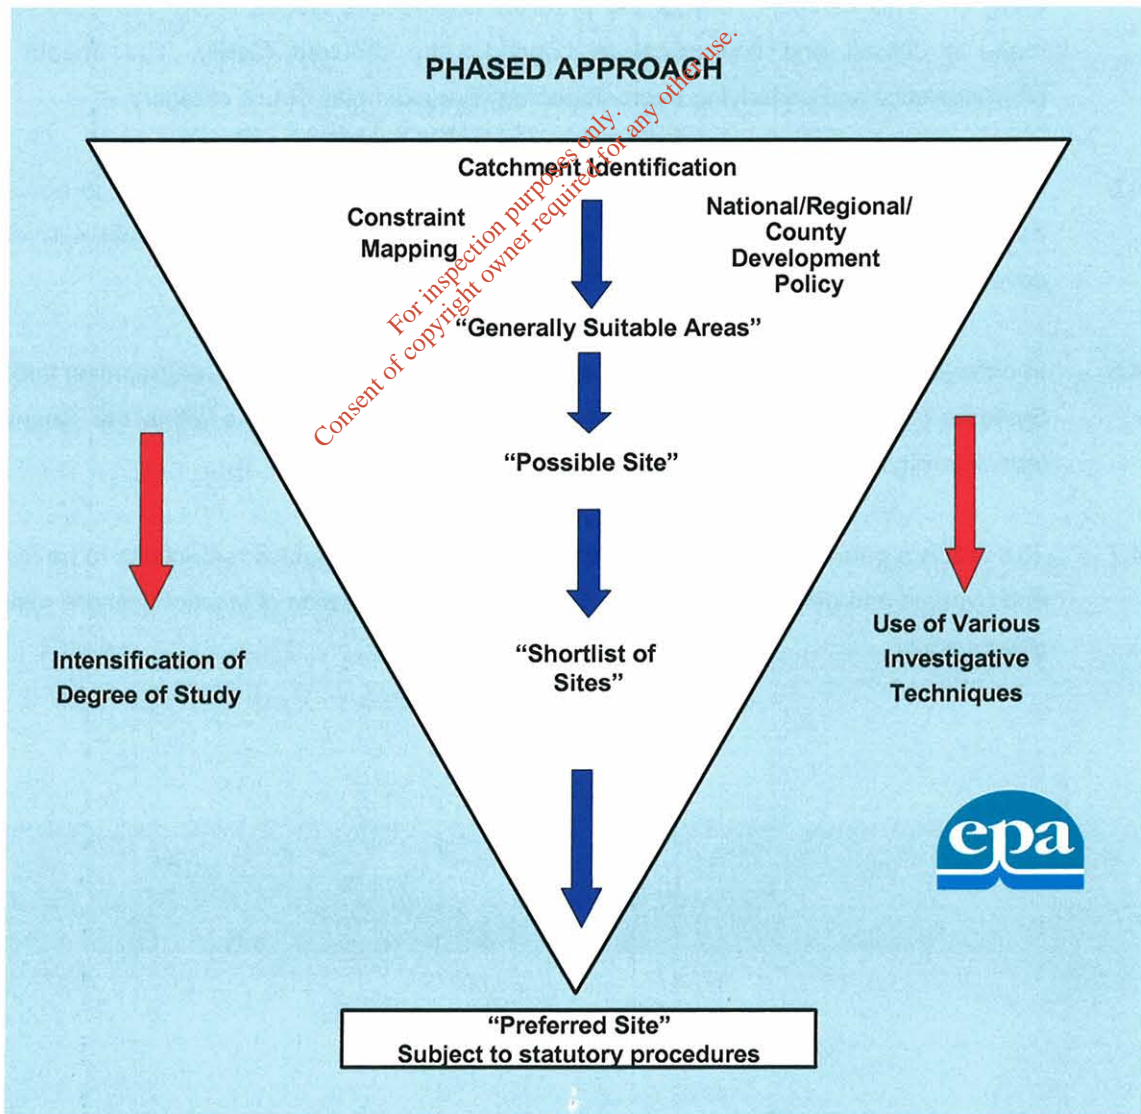 PHASED APPROACH
Catchment Identification
Constraint
Mapping
National/Regional/
County
Development
Policy
“Generally Suitable Areas”
“Possible Site”
“Shortlist of
Sites”
Intensification of
Degree of Study
Use of Various
Investigative
Techniques
epa
“Preferred Site”
Subject to statutory procedures
For inspection purposes only.
Consent of copyright owner required for any other use.